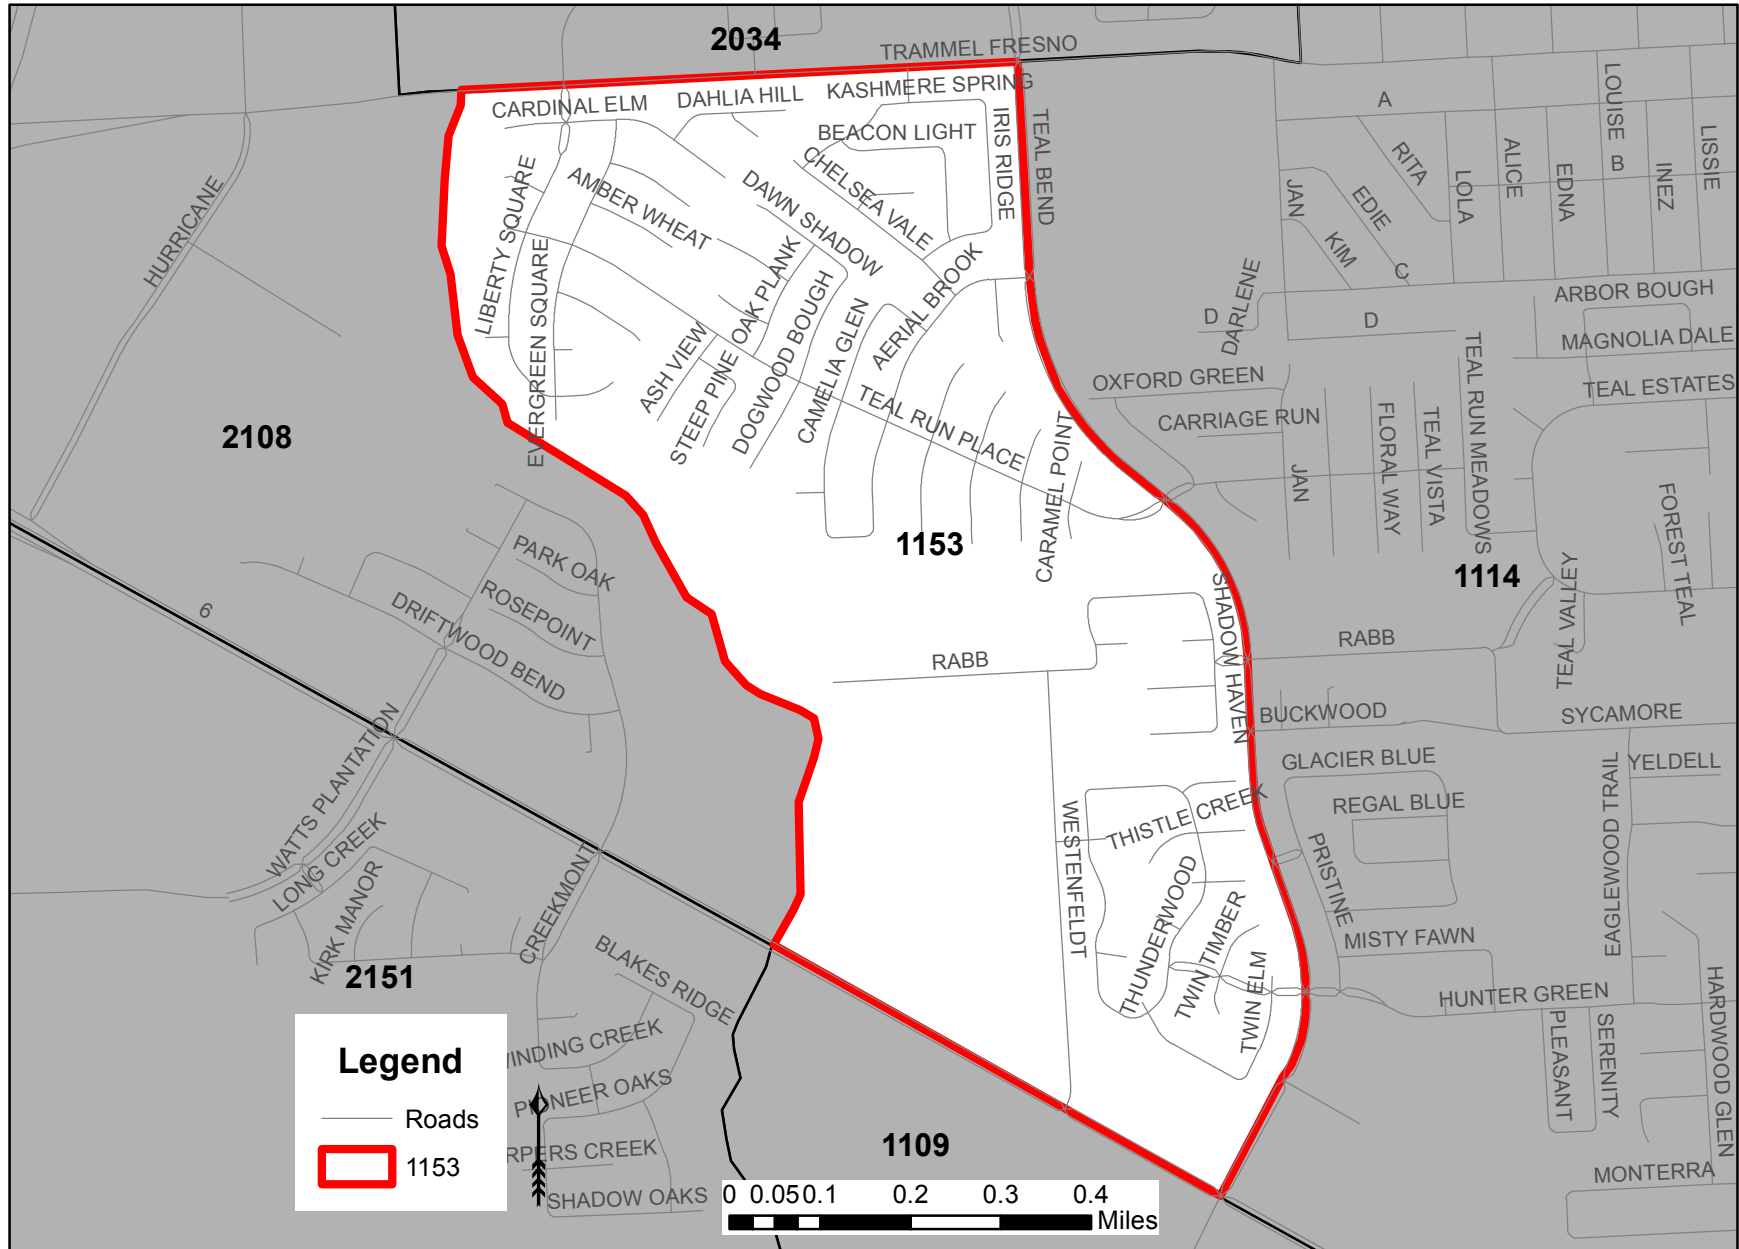 2034
TRAMMEL FRESNO
CARDINAL ELM
DAHLIA HILL
KASHMERE SPRING
BEACON LIGHT
IRIS RIDGE
TEAL BEND
CHELSEA VALE
DAWN SHADOW
AMBER WHEAT
LIBERTY SQUARE
EVERGREEN SQUARE
OAK PLANK
AERIAL BROOK
ASH VIEW
STEEP PINE
DOGWOOD BOUGH
CAMELIA GLEN
TEAL RUN PLACE
CARAMEL POINT
1153
HURRICANE
2108
A
RITA
LOLA
ALICE
EDNA
LOUISE
B
INEZ
LISSIE
JAN
EDIE
KIM
C
DARLENE
D
D
ARBOR BOUGH
MAGNOLIA DALE
TEAL ESTATES
OXFORD GREEN
CARRIAGE RUN
JAN
FLORAL WAY
TEAL VISTA
TEAL RUN MEADOWS
FOREST TEAL
1114
TEAL VALLEY
SHADOW HAVEN
RABB
RABB
BUCKWOOD
SYCAMORE
GLACIER BLUE
REGAL BLUE
EAGLEWOOD TRAIL
YELDELL
PRISTINE
MISTY FAWN
HUNTER GREEN
PLEASANT
SERENITY
HARDWOOD GLEN
MONTERRA
WESTENFELDT
THISTLE CREEK
THUNDERWOOD
TWIN TIMBER
TWIN ELM
6
PARK OAK
ROSEPOINT
DRIFTWOOD BEND
WATTS PLANTATION
LONG CREEK
KIRK MANOR
CREEKMONT
2151
BLAKES RIDGE
INDING CREEK
PIONEER OAKS
RPERS CREEK
SHADOW OAKS
1109
Legend
Roads
1153
0 0.05 0.1 0.2 0.3 0.4
Miles